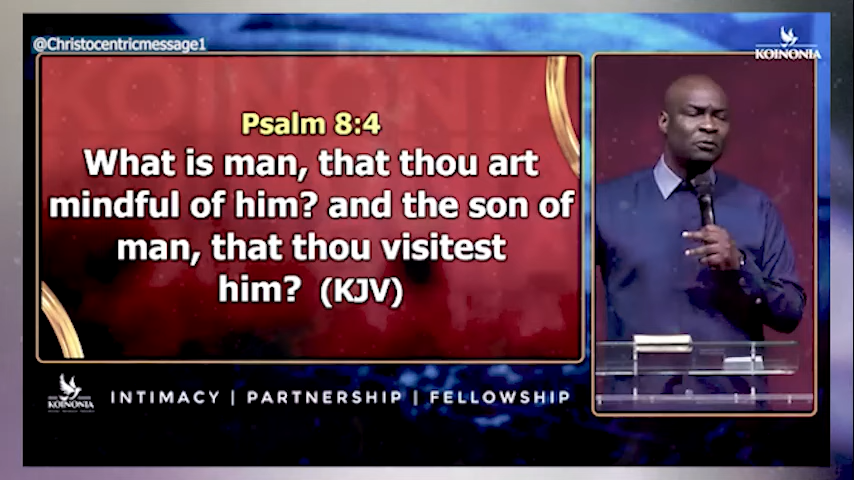 @Christocentricmessage1
KOINONIA
KOINONIA
Psalm 8:4
What is man, that thou art
mindful of him? and the son of
man, that thou visitest
him? (KJV)
KOINONIA
INTIMACY | PARTNERSHIP | FELLOWSHIP